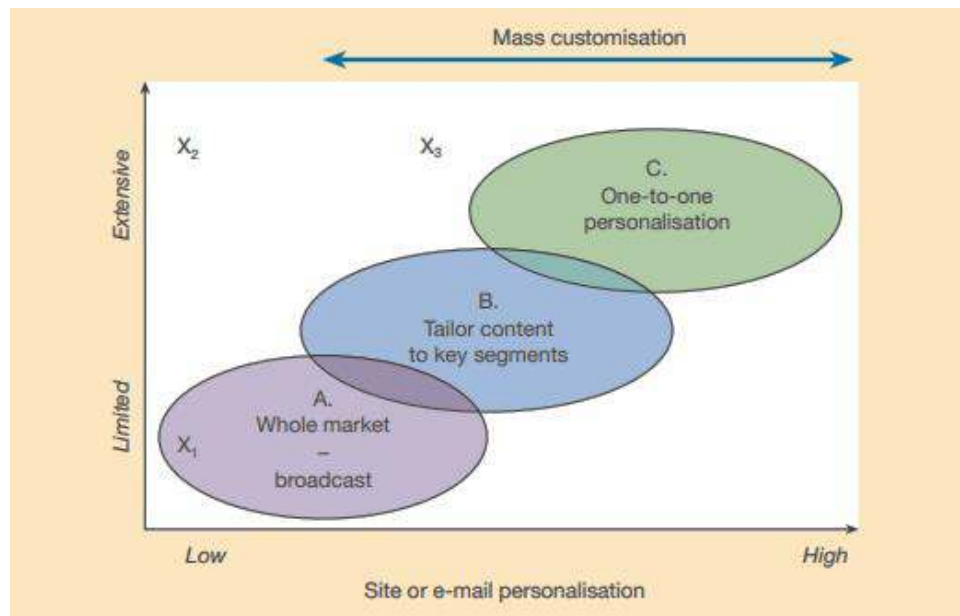 Mass customisation
X₂
X₃
Extensive
C.
One-to-one
personalisation
B.
Tailor content
to key segments
Limited
A.
Whole market
–
broadcast
X₁
Low
High
Site or e-mail personalisation